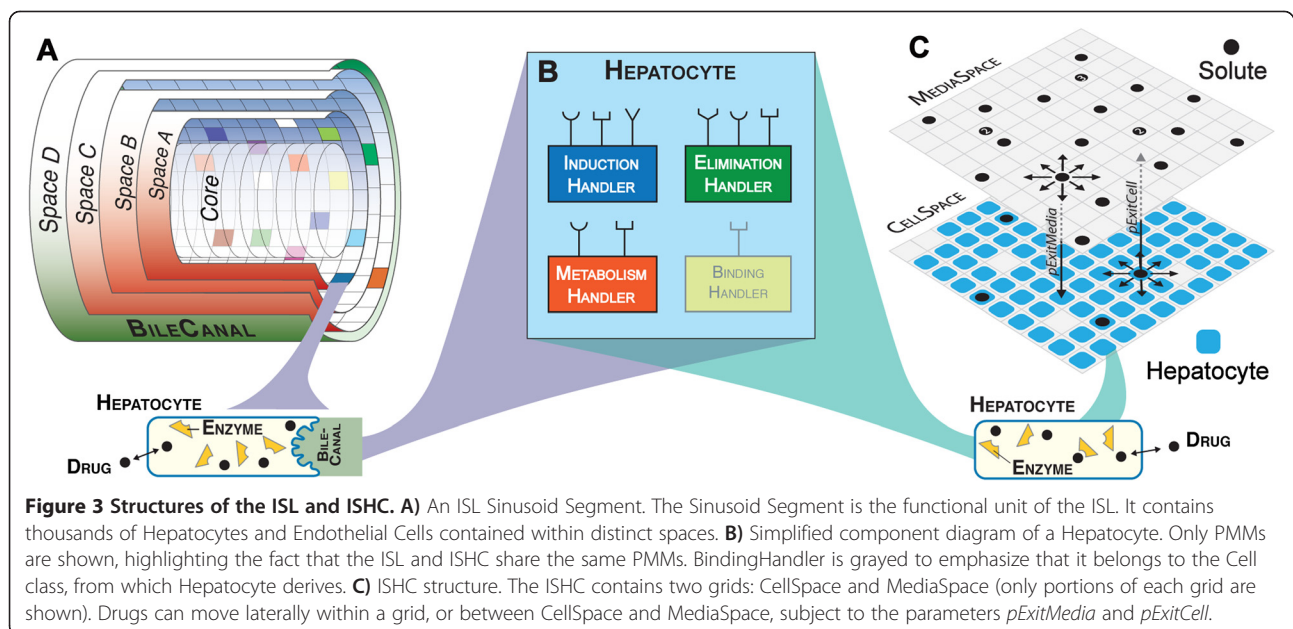 A
Space D
Space C
Space B
Space A
Core
BILECANAL
HEPATOCYTE
ENZYME
DRUG
BILE-
CANAL
B
HEPATOCYTE
INDUCTION
HANDLER
ELIMINATION
HANDLER
METABOLISM
HANDLER
BINDING
HANDLER
C
Solute
MEDIASPACE
3
2
2
CELLSPACE
pExitMedia
pExitCell
Hepatocyte
HEPATOCYTE
DRUG
ENZYME
Figure 3 Structures of the ISL and ISHC. A) An ISL Sinusoid Segment. The Sinusoid Segment is the functional unit of the ISL. It contains
thousands of Hepatocytes and Endothelial Cells contained within distinct spaces. B) Simplified component diagram of a Hepatocyte. Only PMMs
are shown, highlighting the fact that the ISL and ISHC share the same PMMs. BindingHandler is grayed to emphasize that it belongs to the Cell
class, from which Hepatocyte derives. C) ISHC structure. The ISHC contains two grids: CellSpace and MediaSpace (only portions of each grid are
shown). Drugs can move laterally within a grid, or between CellSpace and MediaSpace, subject to the parameters pExitMedia and pExitCell.